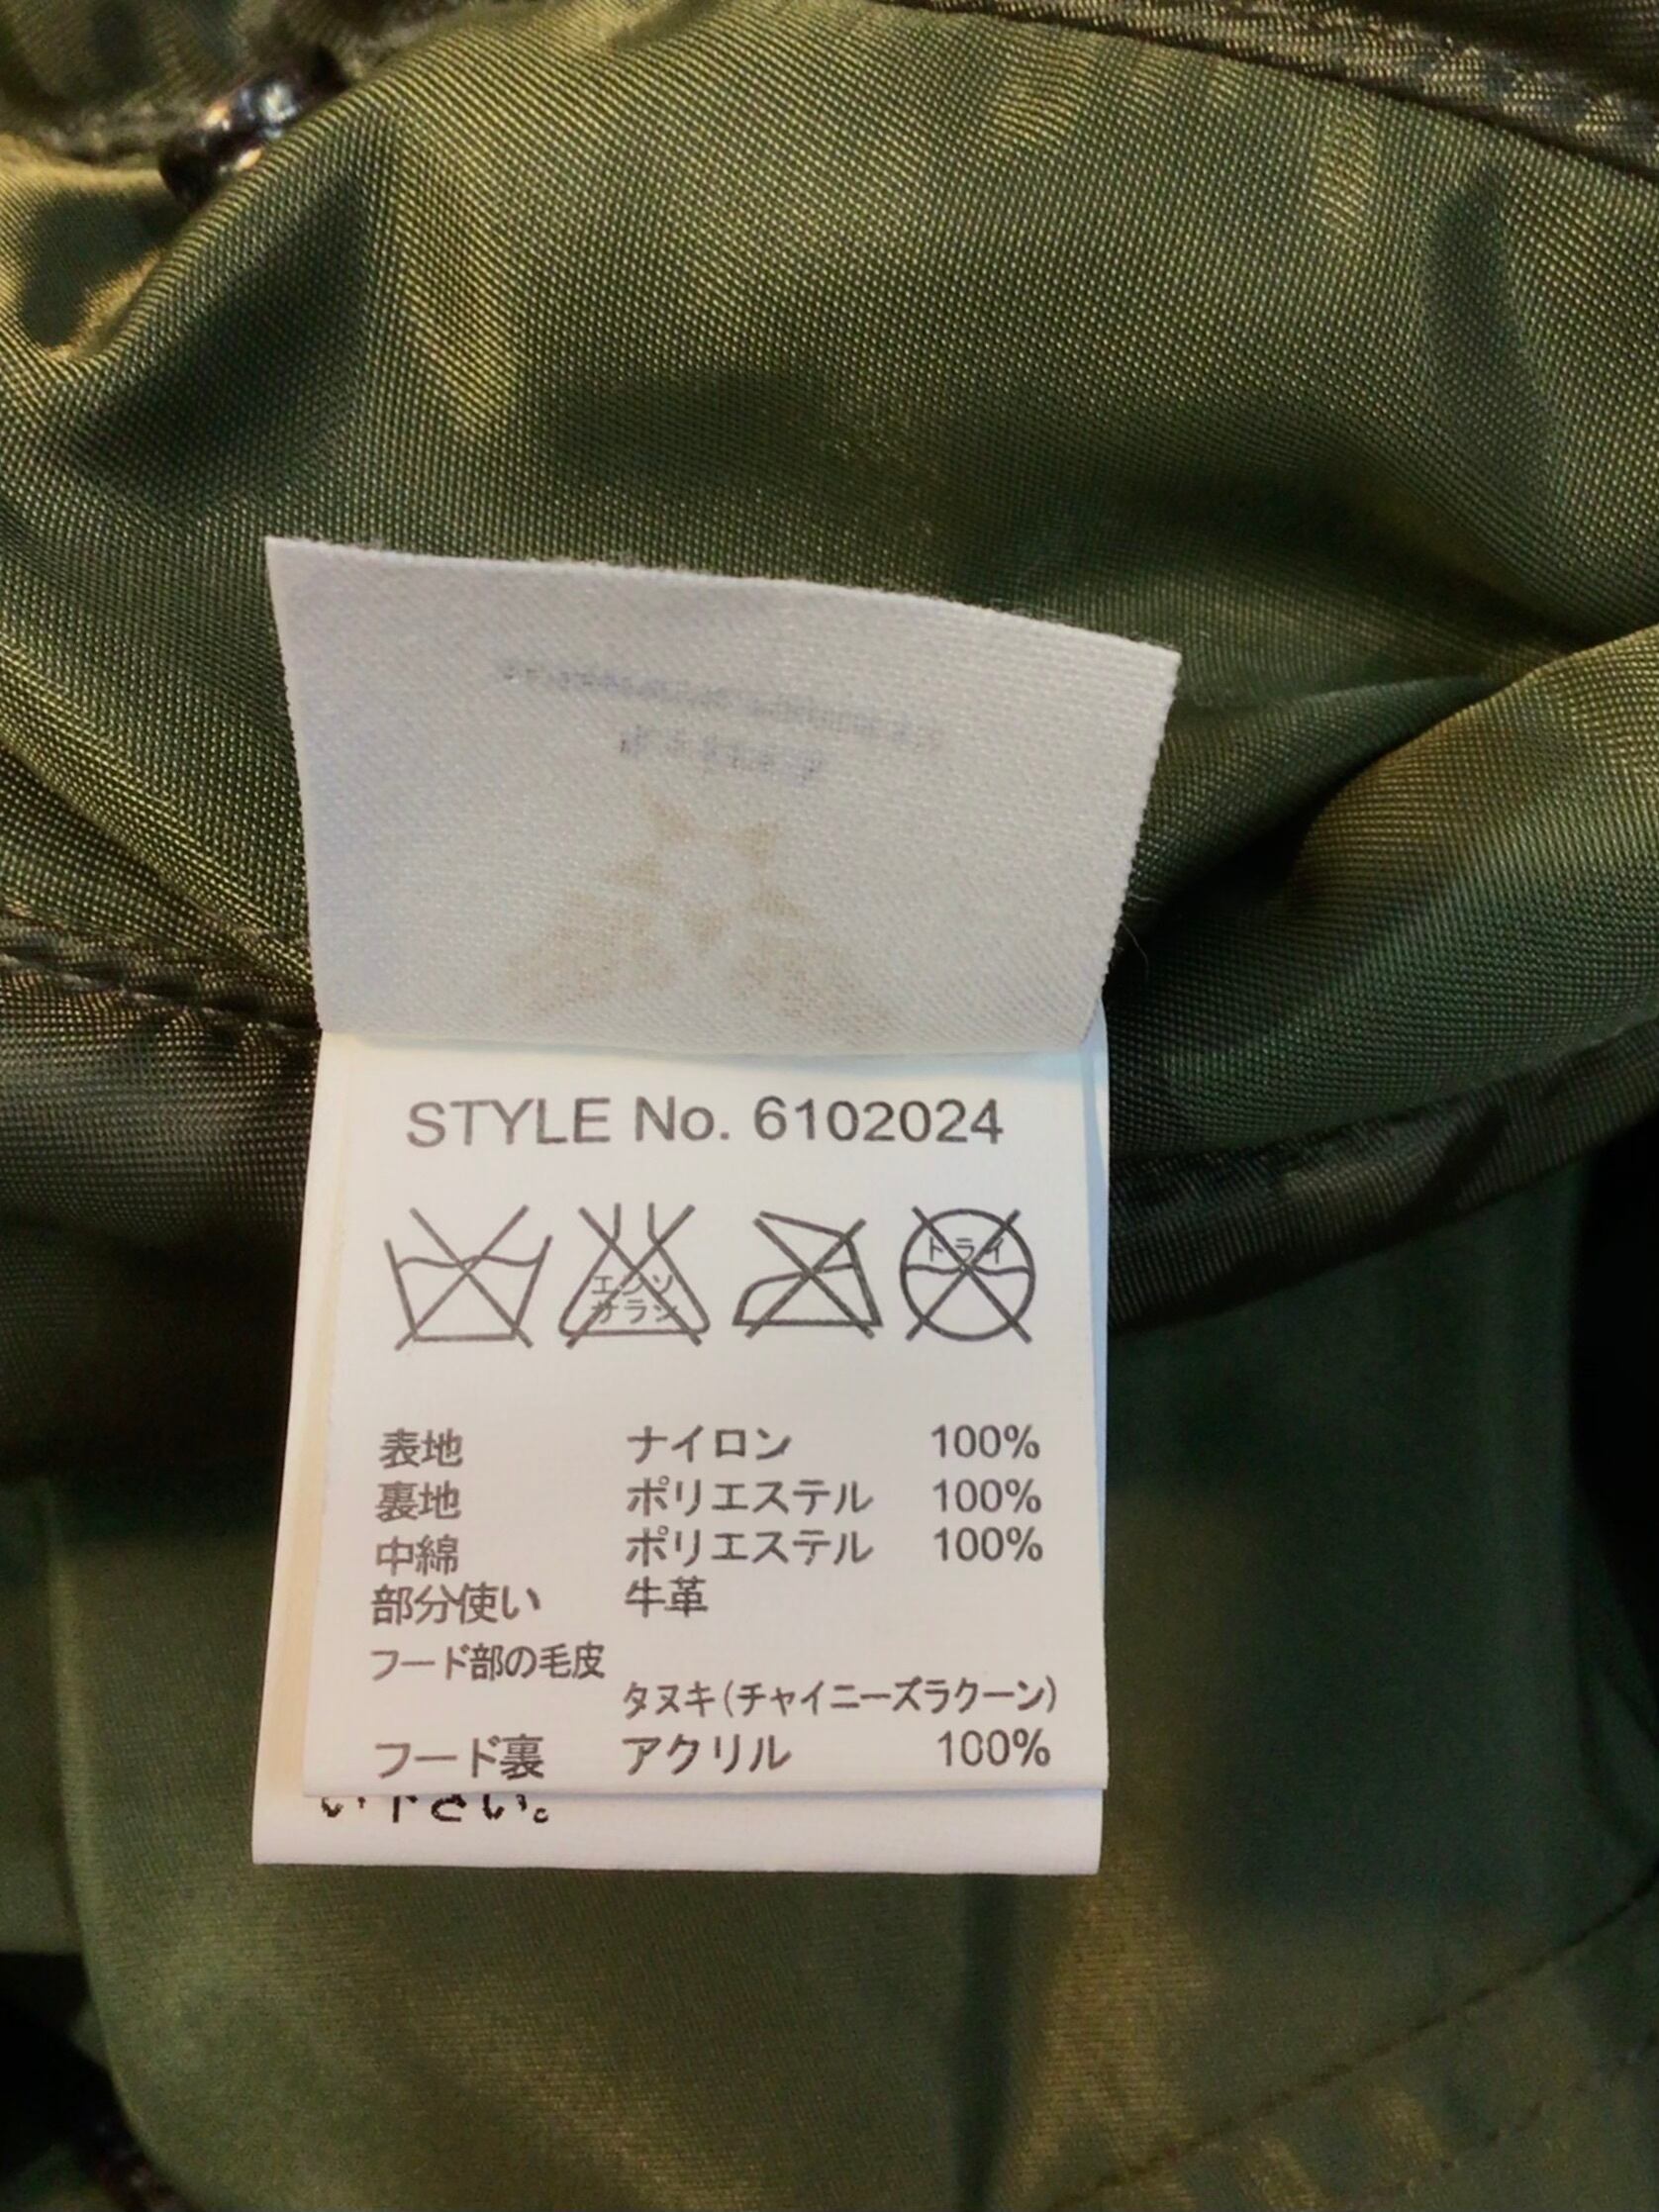 STYLE No. 6102024
エンソ
サラシ
ドライ
表地 ナイロン 100%
裏地 ポリエステル 100%
中綿 ポリエステル 100%
部分使い 牛革
フード部の毛皮
タヌキ(チャイニーズラクーン)
フード裏 アクリル 100%
い下さい。